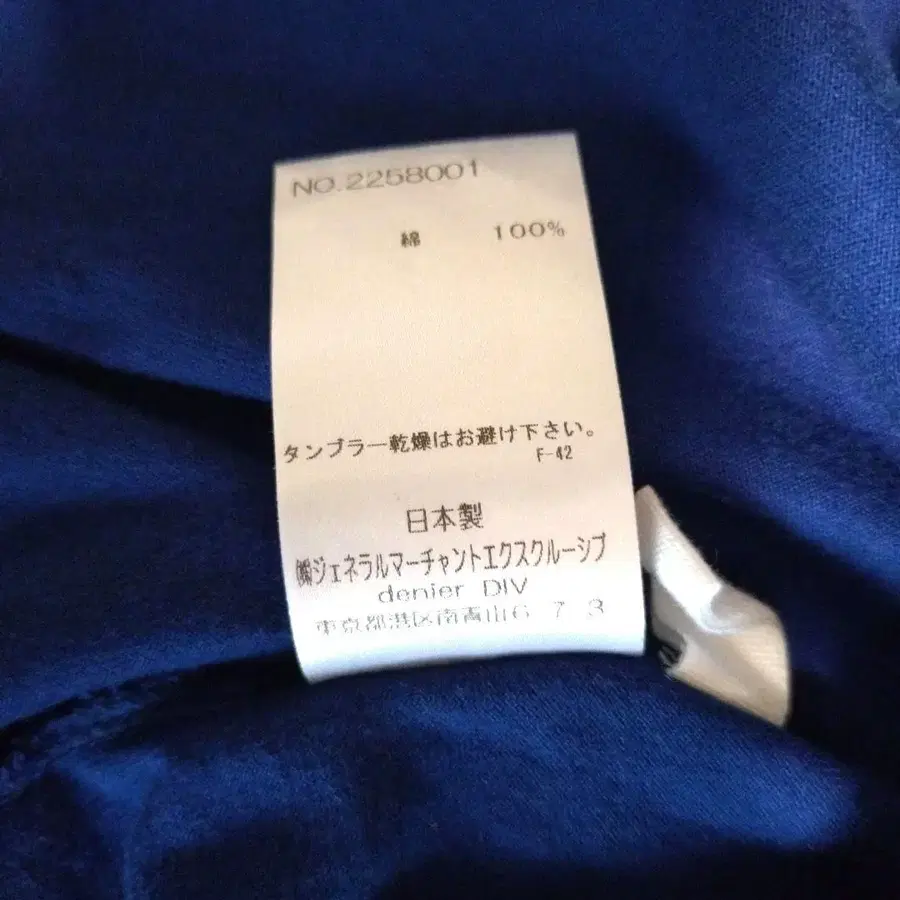 NO.2258001
綿 100%
タンブラー乾燥はお避け下さい。
F-42
日本製
㈱ジェネラルマーチャントエクスクルーシブ
denier DIV
東京都港区南青山6 7 3